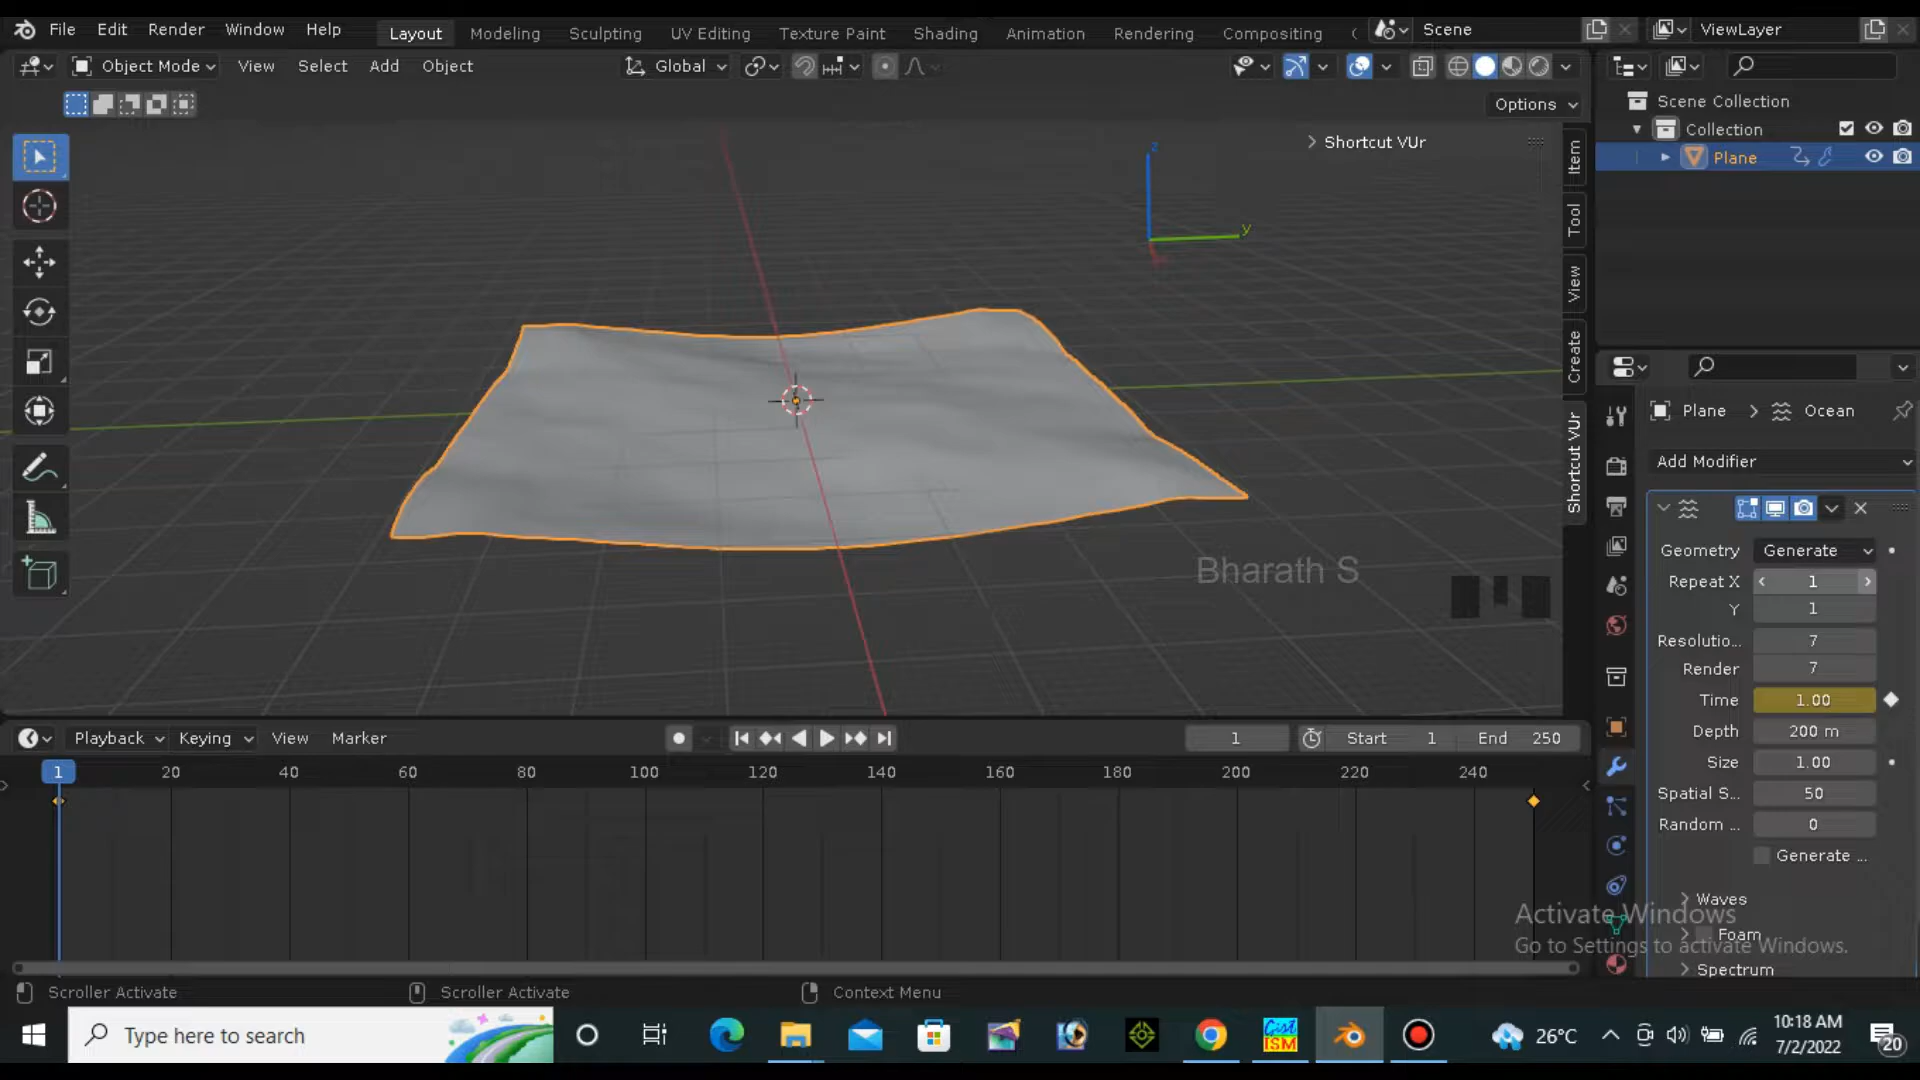 File Edit Render Window Help Layout Modeling Sculpting UV Editing Texture Paint Shading Animation Rendering Compositing Scene ViewLayer
Object Mode View Select Add Object Global
Options
Scene Collection
Collection
Plane
Shortcut VUr
z
y
Item
Tool
View
Create
Shortcut VUr
Bharath S
Plane Ocean
Add Modifier
Geometry Generate
Repeat X 1
Y 1
Resolutio... 7
Render 7
Time 1.00
Depth 200 m
Size 1.00
Spatial S... 50
Random ... 0
Generate ...
Waves
Foam
Spectrum
Playback Keying View Marker 1 Start 1 End 250
1 20 40 60 80 100 120 140 160 180 200 220 240
Activate Windows
Go to Settings to activate Windows.
Scroller Activate Scroller Activate Context Menu
Type here to search
Gist
ISM
26°C
10:18 AM
7/2/2022
20